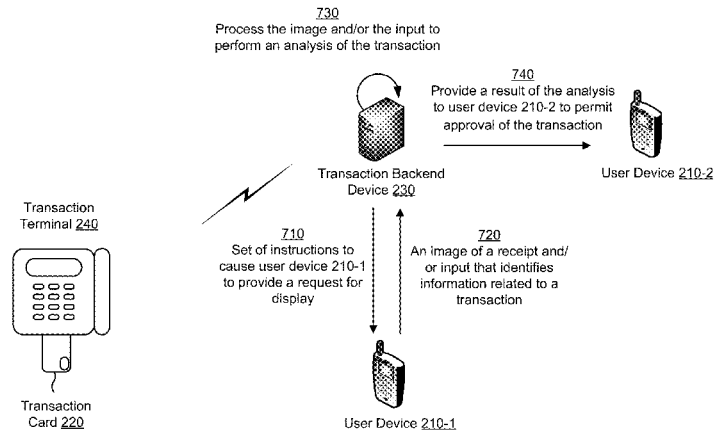 730
Process the image and/or the input to
perform an analysis of the transaction
740
Provide a result of the analysis
to user device 210-2 to permit
approval of the transaction
User Device 210-2
Transaction Backend
Device 230
Transaction
Terminal 240
710
Set of instructions to
cause user device 210-1
to provide a request for
display
720
An image of a receipt and/
or input that identifies
information related to a
transaction
Transaction
Card 220
User Device 210-1